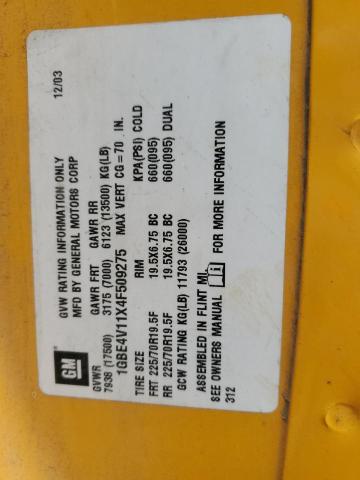 GM
GVW RATING INFORMATION ONLY 12/03
MFD BY GENERAL MOTORS CORP
GVWR GAWR FRT GAWR RR KG(LB)
7938 (17500) 3175 (7000) 6123 (13500)
1GBE4V11X4F509275 MAX VERT CG=70 IN.
TIRE SIZE RIM KPA(PSI) COLD
FRT 225/70R19.5F 19.5X6.75 BC 660(095)
RR 225/70R19.5F 19.5X6.75 BC 660(095) DUAL
GCW RATING KG(LB) 11793 (26000)
ASSEMBLED IN FLINT MI.
SEE OWNERS MANUAL FOR MORE INFORMATION
312